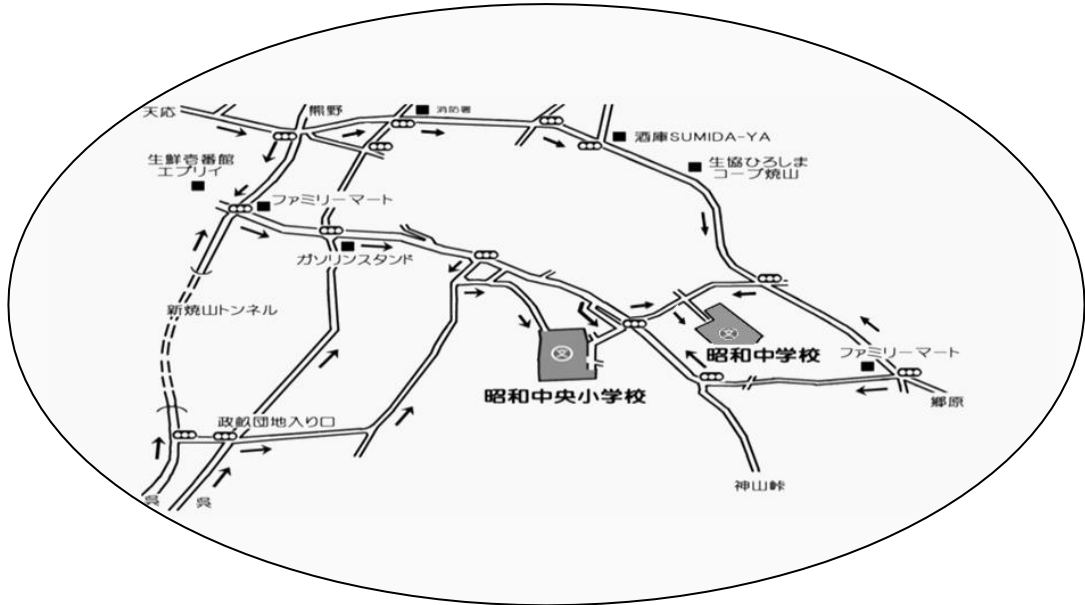 天応
熊野
消防署
酒庫SUMIDA-YA
生鮮壱番館
エブリイ
生協ひろしま
コープ焼山
ファミリーマート
ガソリンスタンド
新焼山トンネル
昭和中学校
ファミリーマート
文
文
昭和中央小学校
郷原
政畝団地入り口
神山峠
呉
呉